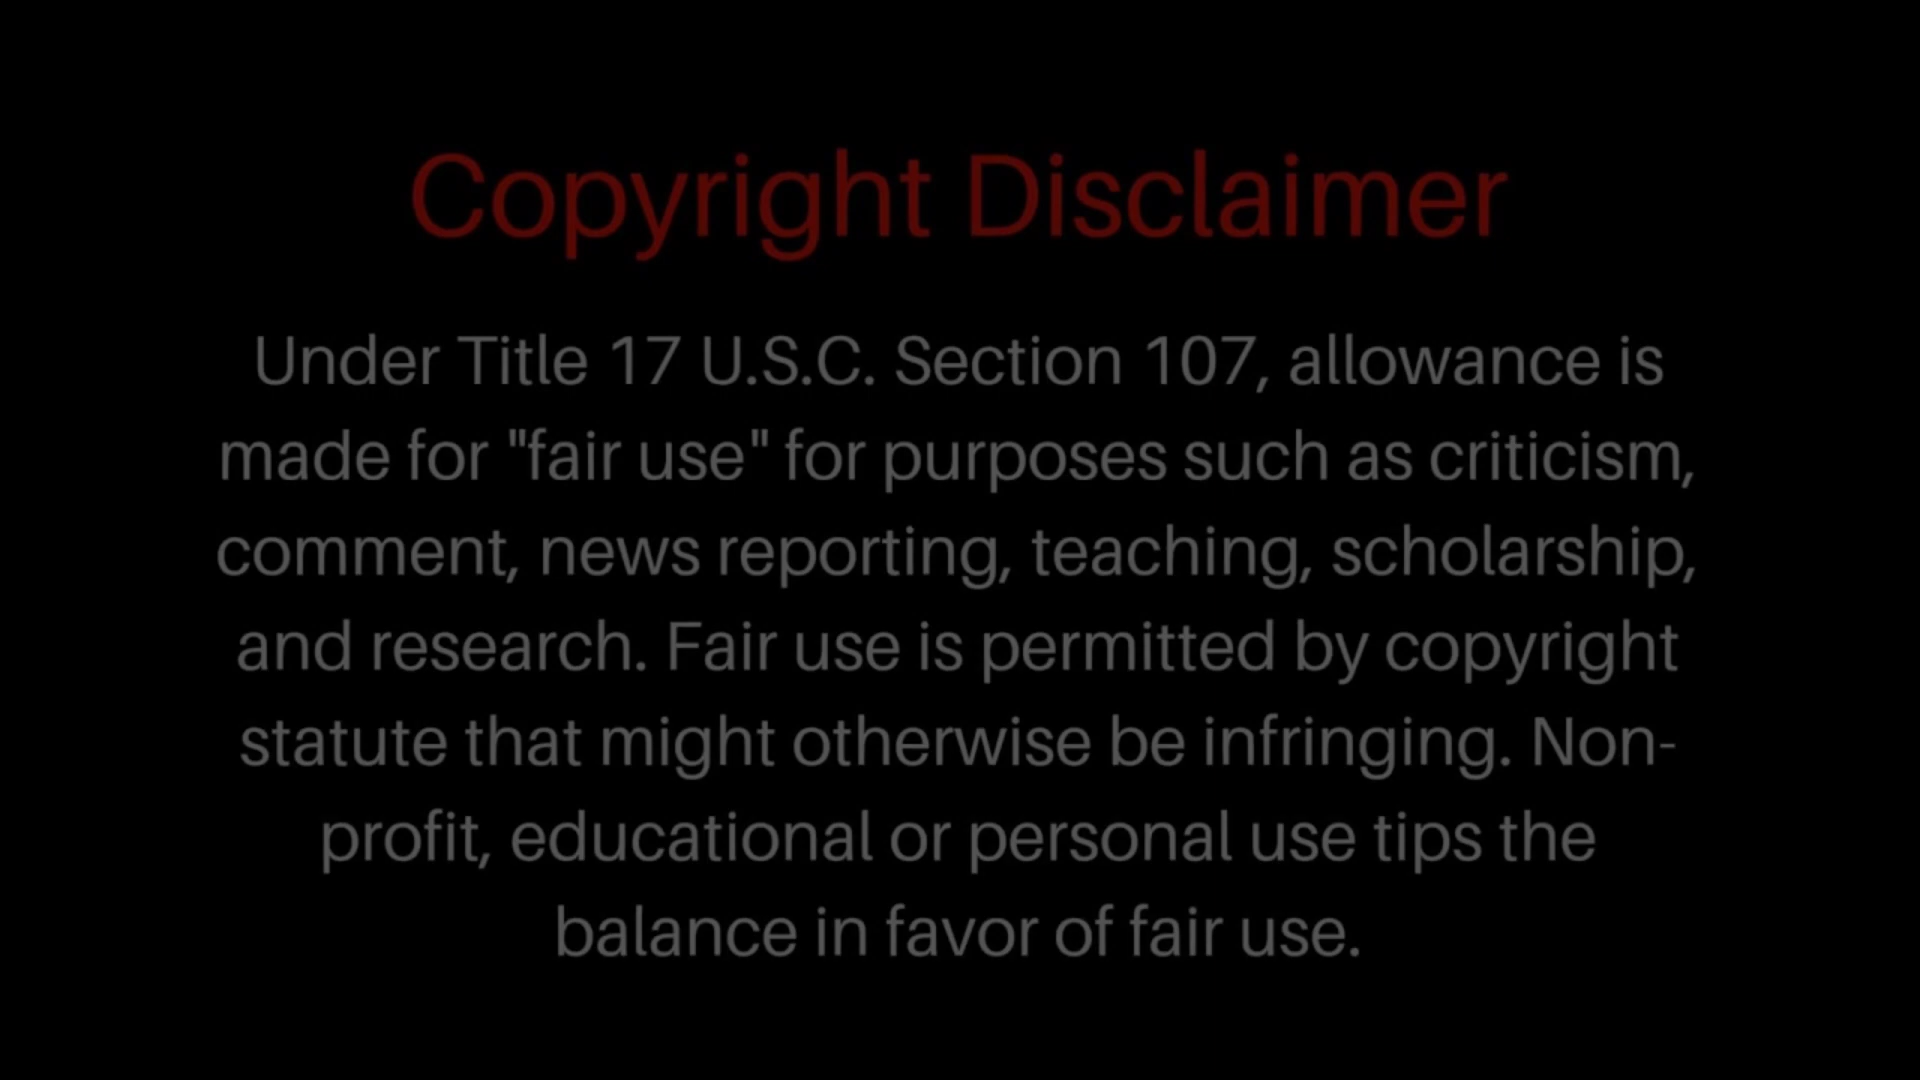 Copyright Disclaimer
Under Title 17 U.S.C. Section 107, allowance is
made for "fair use" for purposes such as criticism,
comment, news reporting, teaching, scholarship,
and research. Fair use is permitted by copyright
statute that might otherwise be infringing. Non-
profit, educational or personal use tips the
balance in favor of fair use.